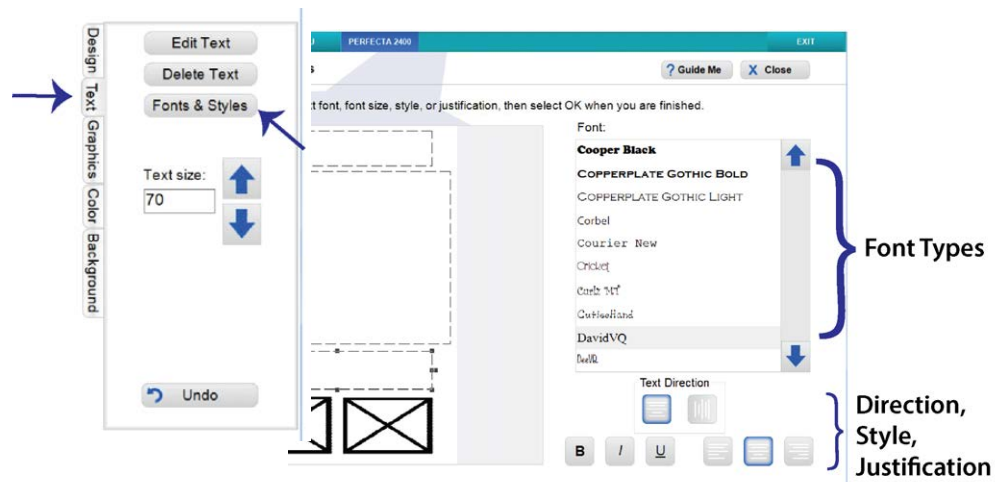 Design
Text
Graphics
Color
Background
Edit Text
Delete Text
Fonts & Styles
Text size:
70
Undo
PERFECTA 2400
EXIT
? Guide Me
X Close
t font, font size, style, or justification, then select OK when you are finished.
Font:
Cooper Black
COPPERPLATE GOTHIC BOLD
COPPERPLATE GOTHIC LIGHT
Corbel
Courier New
Cricket
Curlz MT
CutieeHand
DavidVQ
DeeVQ
Text Direction
B I U
Font Types
Direction,
Style,
Justification